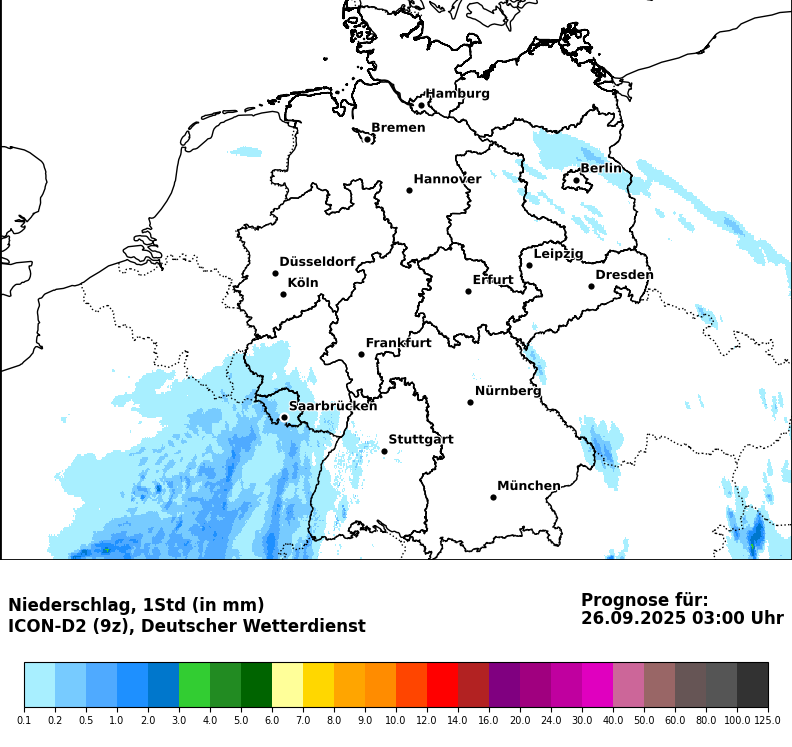 Hamburg
Bremen
Hannover
Berlin
Düsseldorf
Köln
Leipzig
Dresden
Erfurt
Frankfurt
Nürnberg
Saarbrücken
Stuttgart
München
Niederschlag, 1Std (in mm)
ICON-D2 (9z), Deutscher Wetterdienst
Prognose für:
26.09.2025 03:00 Uhr
0.1 0.2 0.5 1.0 2.0 3.0 4.0 5.0 6.0 7.0 8.0 9.0 10.0 12.0 14.0 16.0 20.0 24.0 30.0 40.0 50.0 60.0 80.0 100.0 125.0